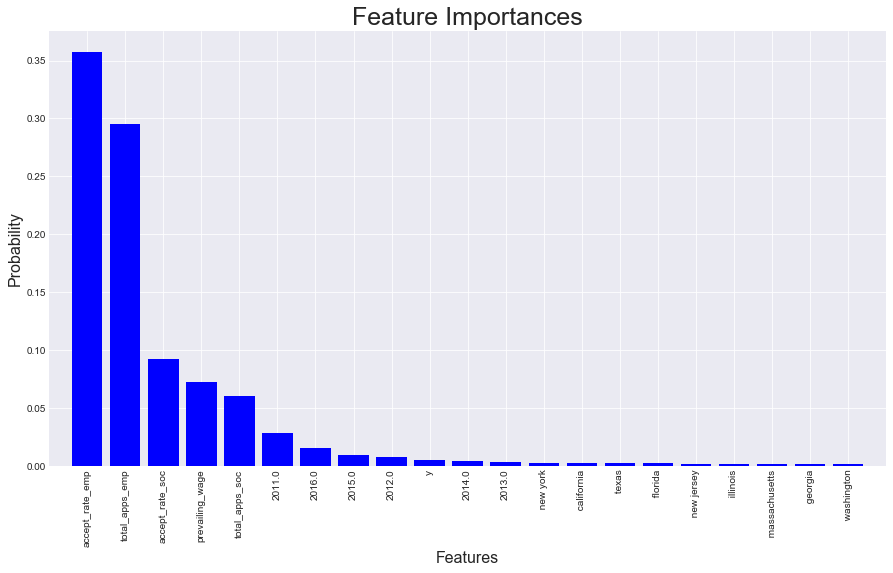 Feature Importances
Probability
0.35
0.30
0.25
0.20
0.15
0.10
0.05
0.00
accept_rate_emp
total_apps_emp
accept_rate_soc
prevailing_wage
total_apps_soc
2011.0
2016.0
2015.0
2012.0
y
2014.0
2013.0
new york
california
texas
florida
new jersey
illinois
massachusetts
georgia
washington
Features